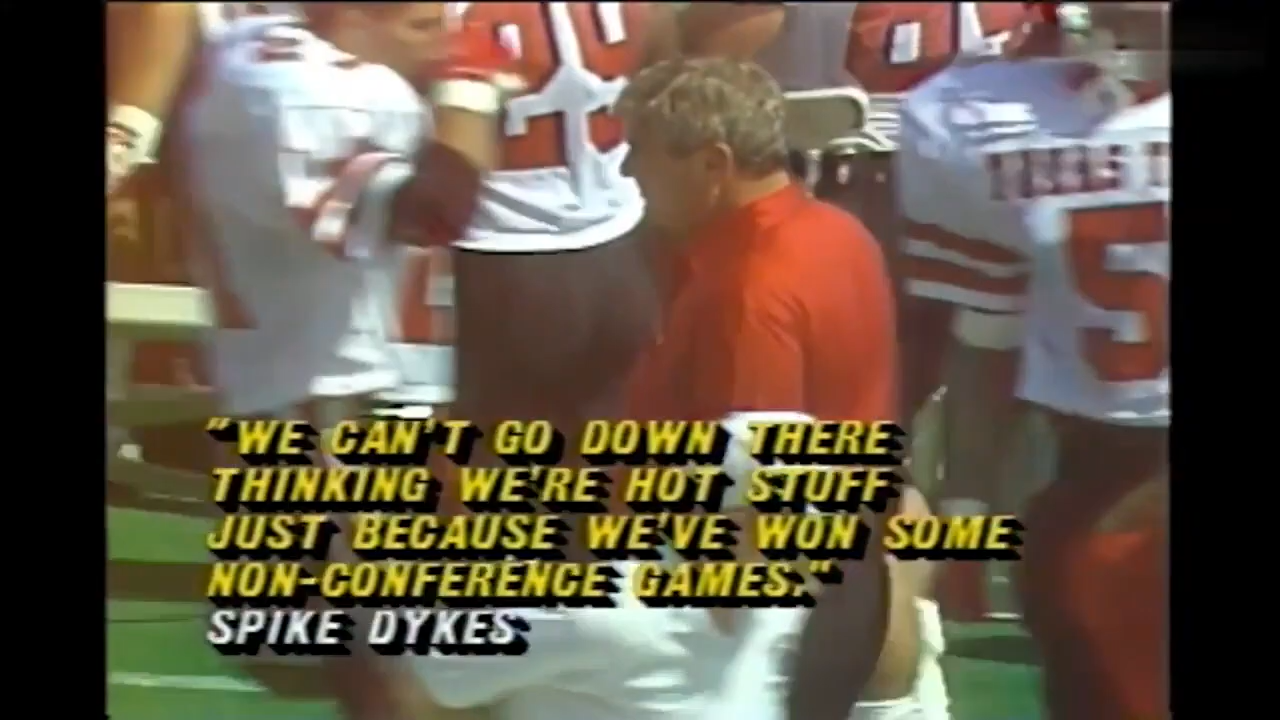 "WE CAN'T GO DOWN THERE
THINKING WE'RE HOT STUFF
JUST BECAUSE WE'VE WON SOME
NON-CONFERENCE GAMES."
SPIKE DYKES
5